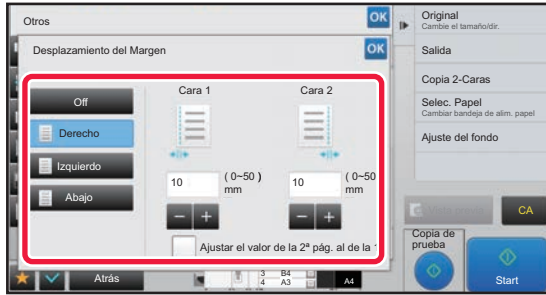 Otros
OK
Desplazamiento del Margen
OK
Off
Derecho
Izquierdo
Abajo
Cara 1
Cara 2
10
( 0~50 )
mm
10
( 0~50
mm
Ajustar el valor de la 2ª pág. al de la
Atrás
3 B4
4 A3
A4
Original
Cambie el tamaño/dir.
Salida
Copia 2-Caras
Selec. Papel
Cambiar bandeja de alim. papel
Ajuste del fondo
CA
Copia de
prueba
Start